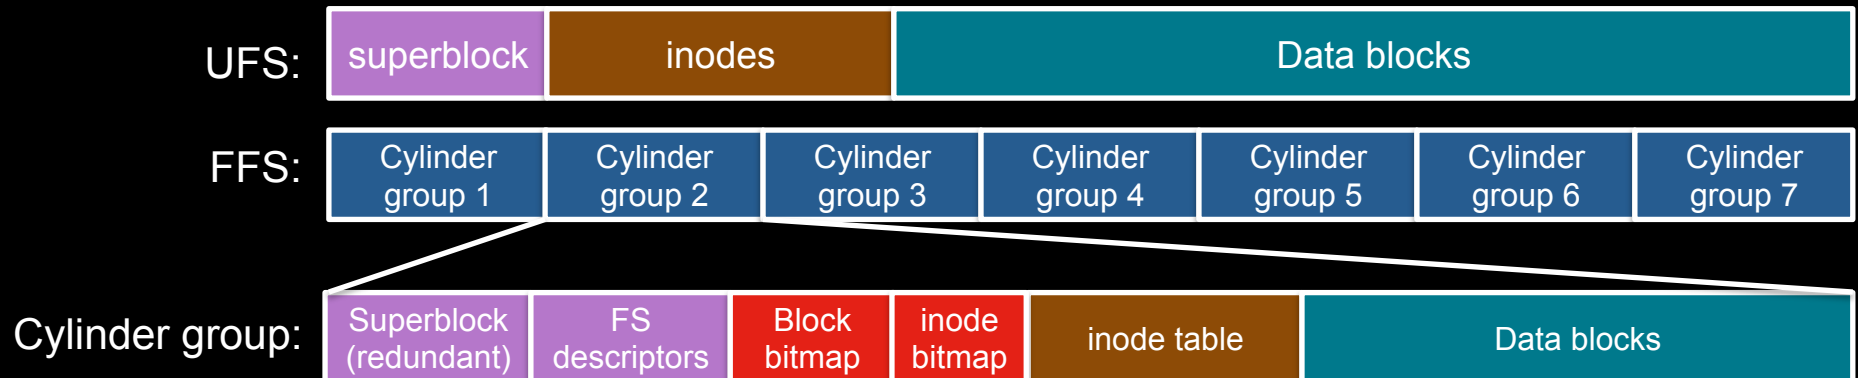 UFS: superblock inodes Data blocks
FFS: Cylinder group 1 Cylinder group 2 Cylinder group 3 Cylinder group 4 Cylinder group 5 Cylinder group 6 Cylinder group 7
Cylinder group: Superblock (redundant) FS descriptors Block bitmap inode bitmap inode table Data blocks